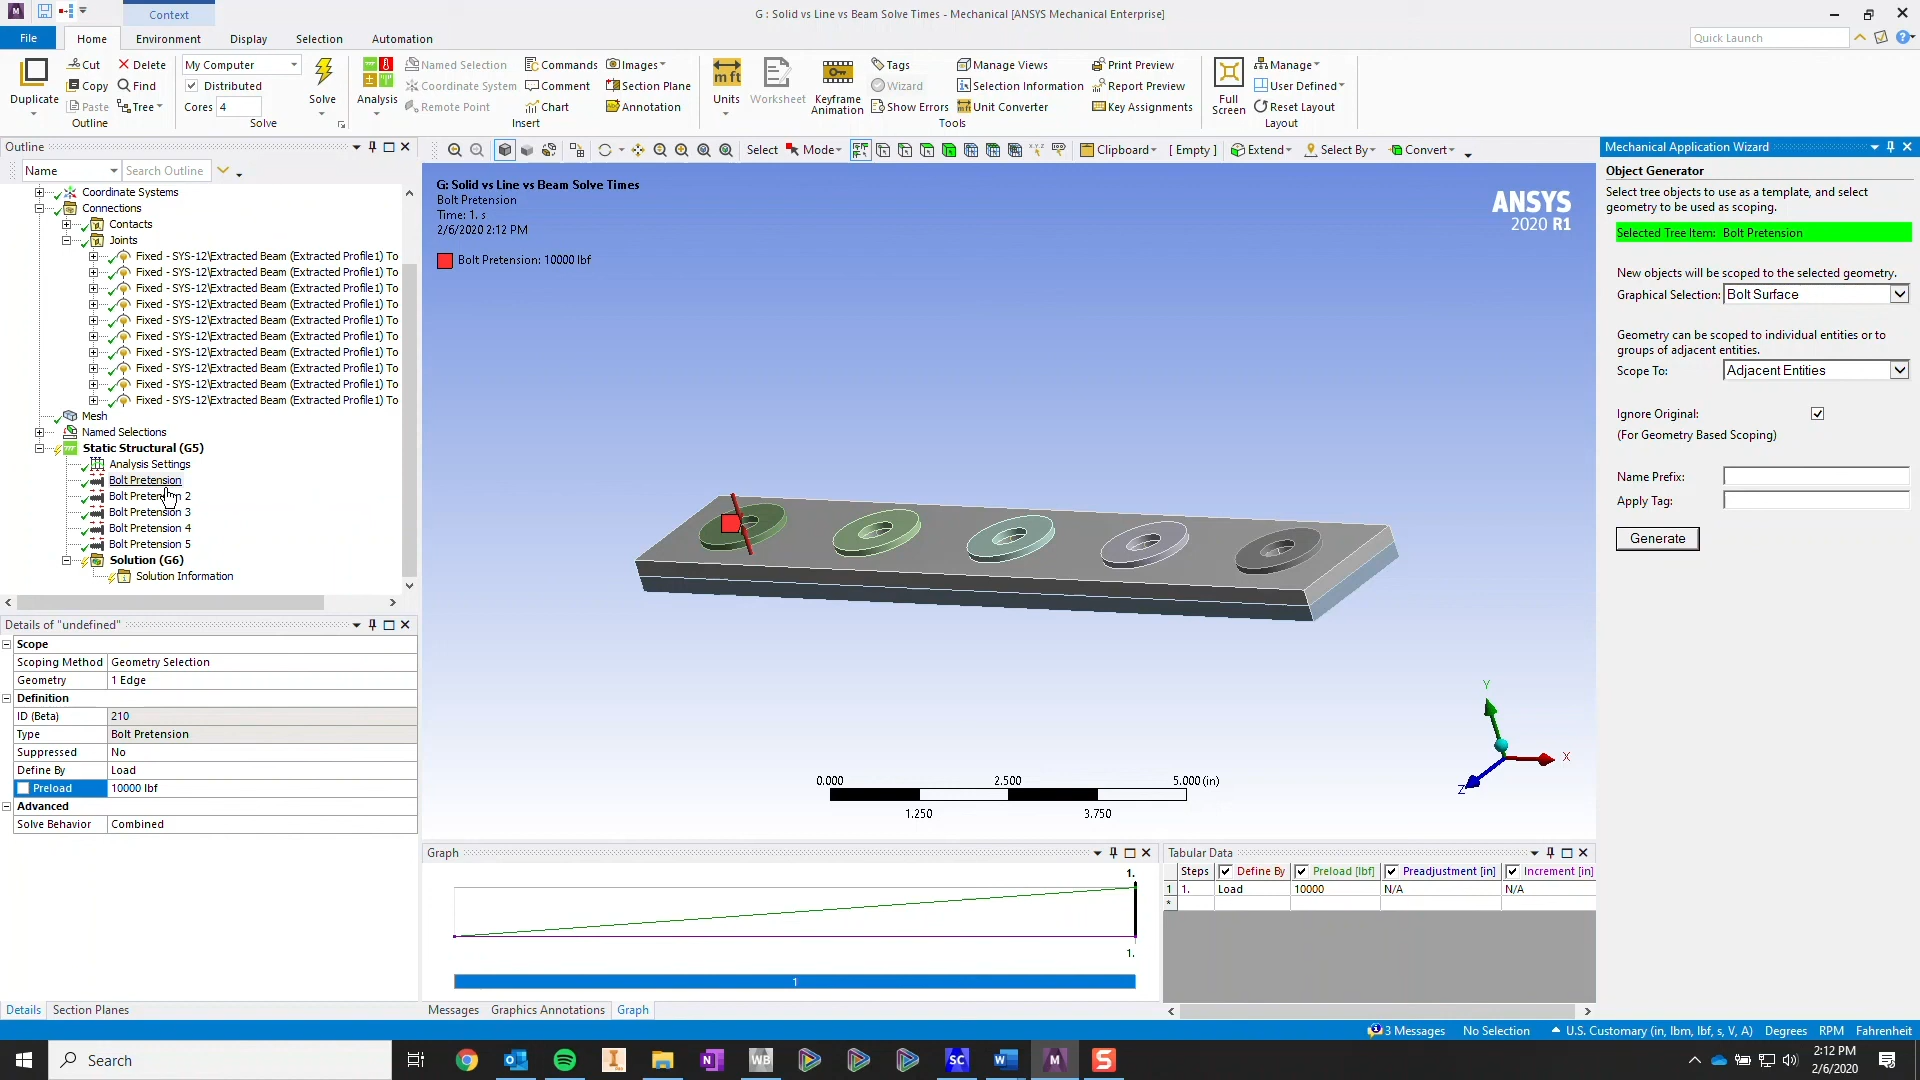 Context
G : Solid vs Line vs Beam Solve Times - Mechanical [ANSYS Mechanical Enterprise]
File
Home
Environment
Display
Selection
Automation
Quick Launch
Duplicate
Cut
Copy
Paste
Delete
Find
Tree
Outline
My Computer
Distributed
Cores 4
Solve
Solve
Analysis
Named Selection
Coordinate System
Remote Point
Commands
Comment
Chart
Images
Section Plane
Annotation
Insert
Units
Worksheet
Keyframe
Animation
Tags
Wizard
Show Errors
Manage Views
Selection Information
Unit Converter
Print Preview
Report Preview
Key Assignments
Tools
Full
Screen
Manage
User Defined
Reset Layout
Layout
Outline
Name
Search Outline
Select
Mode
Clipboard
[ Empty ]
Extend
Select By
Convert
Coordinate Systems
Connections
Contacts
Joints
Fixed - SYS-12\Extracted Beam (Extracted Profile1) To
Fixed - SYS-12\Extracted Beam (Extracted Profile1) To
Fixed - SYS-12\Extracted Beam (Extracted Profile1) To
Fixed - SYS-12\Extracted Beam (Extracted Profile1) To
Fixed - SYS-12\Extracted Beam (Extracted Profile1) To
Fixed - SYS-12\Extracted Beam (Extracted Profile1) To
Fixed - SYS-12\Extracted Beam (Extracted Profile1) To
Fixed - SYS-12\Extracted Beam (Extracted Profile1) To
Fixed - SYS-12\Extracted Beam (Extracted Profile1) To
Fixed - SYS-12\Extracted Beam (Extracted Profile1) To
Mesh
Named Selections
Static Structural (G5)
Analysis Settings
Bolt Pretension
Bolt Pretension 2
Bolt Pretension 3
Bolt Pretension 4
Bolt Pretension 5
Solution (G6)
Solution Information
Details of "undefined"
Scope
Scoping Method Geometry Selection
Geometry 1 Edge
Definition
ID (Beta) 210
Type Bolt Pretension
Suppressed No
Define By Load
Preload 10000 lbf
Advanced
Solve Behavior Combined
Details
Section Planes
G: Solid vs Line vs Beam Solve Times
Bolt Pretension
Time: 1. s
2/6/2020 2:12 PM
Bolt Pretension: 10000 lbf
ANSYS
2020 R1
Y
X
Z
0.000 2.500 5.000 (in)
1.250 3.750
Graph
1.
1.
1
Messages
Graphics Annotations
Graph
Tabular Data
Steps Define By Preload [lbf] Preadjustment [in] Increment [in]
1 1. Load 10000 N/A N/A
*
Mechanical Application Wizard
Object Generator
Select tree objects to use as a template, and select
geometry to be used as scoping.
Selected Tree Item: Bolt Pretension
New objects will be scoped to the selected geometry.
Graphical Selection: Bolt Surface
Geometry can be scoped to individual entities or to
groups of adjacent entities.
Scope To: Adjacent Entities
Ignore Original:
(For Geometry Based Scoping)
Name Prefix:
Apply Tag:
Generate
3 Messages
No Selection
U.S. Customary (in, lbm, lbf, s, V, A)
Degrees
RPM
Fahrenheit
Search
N
WB
SC
W
M
S
2:12 PM
2/6/2020